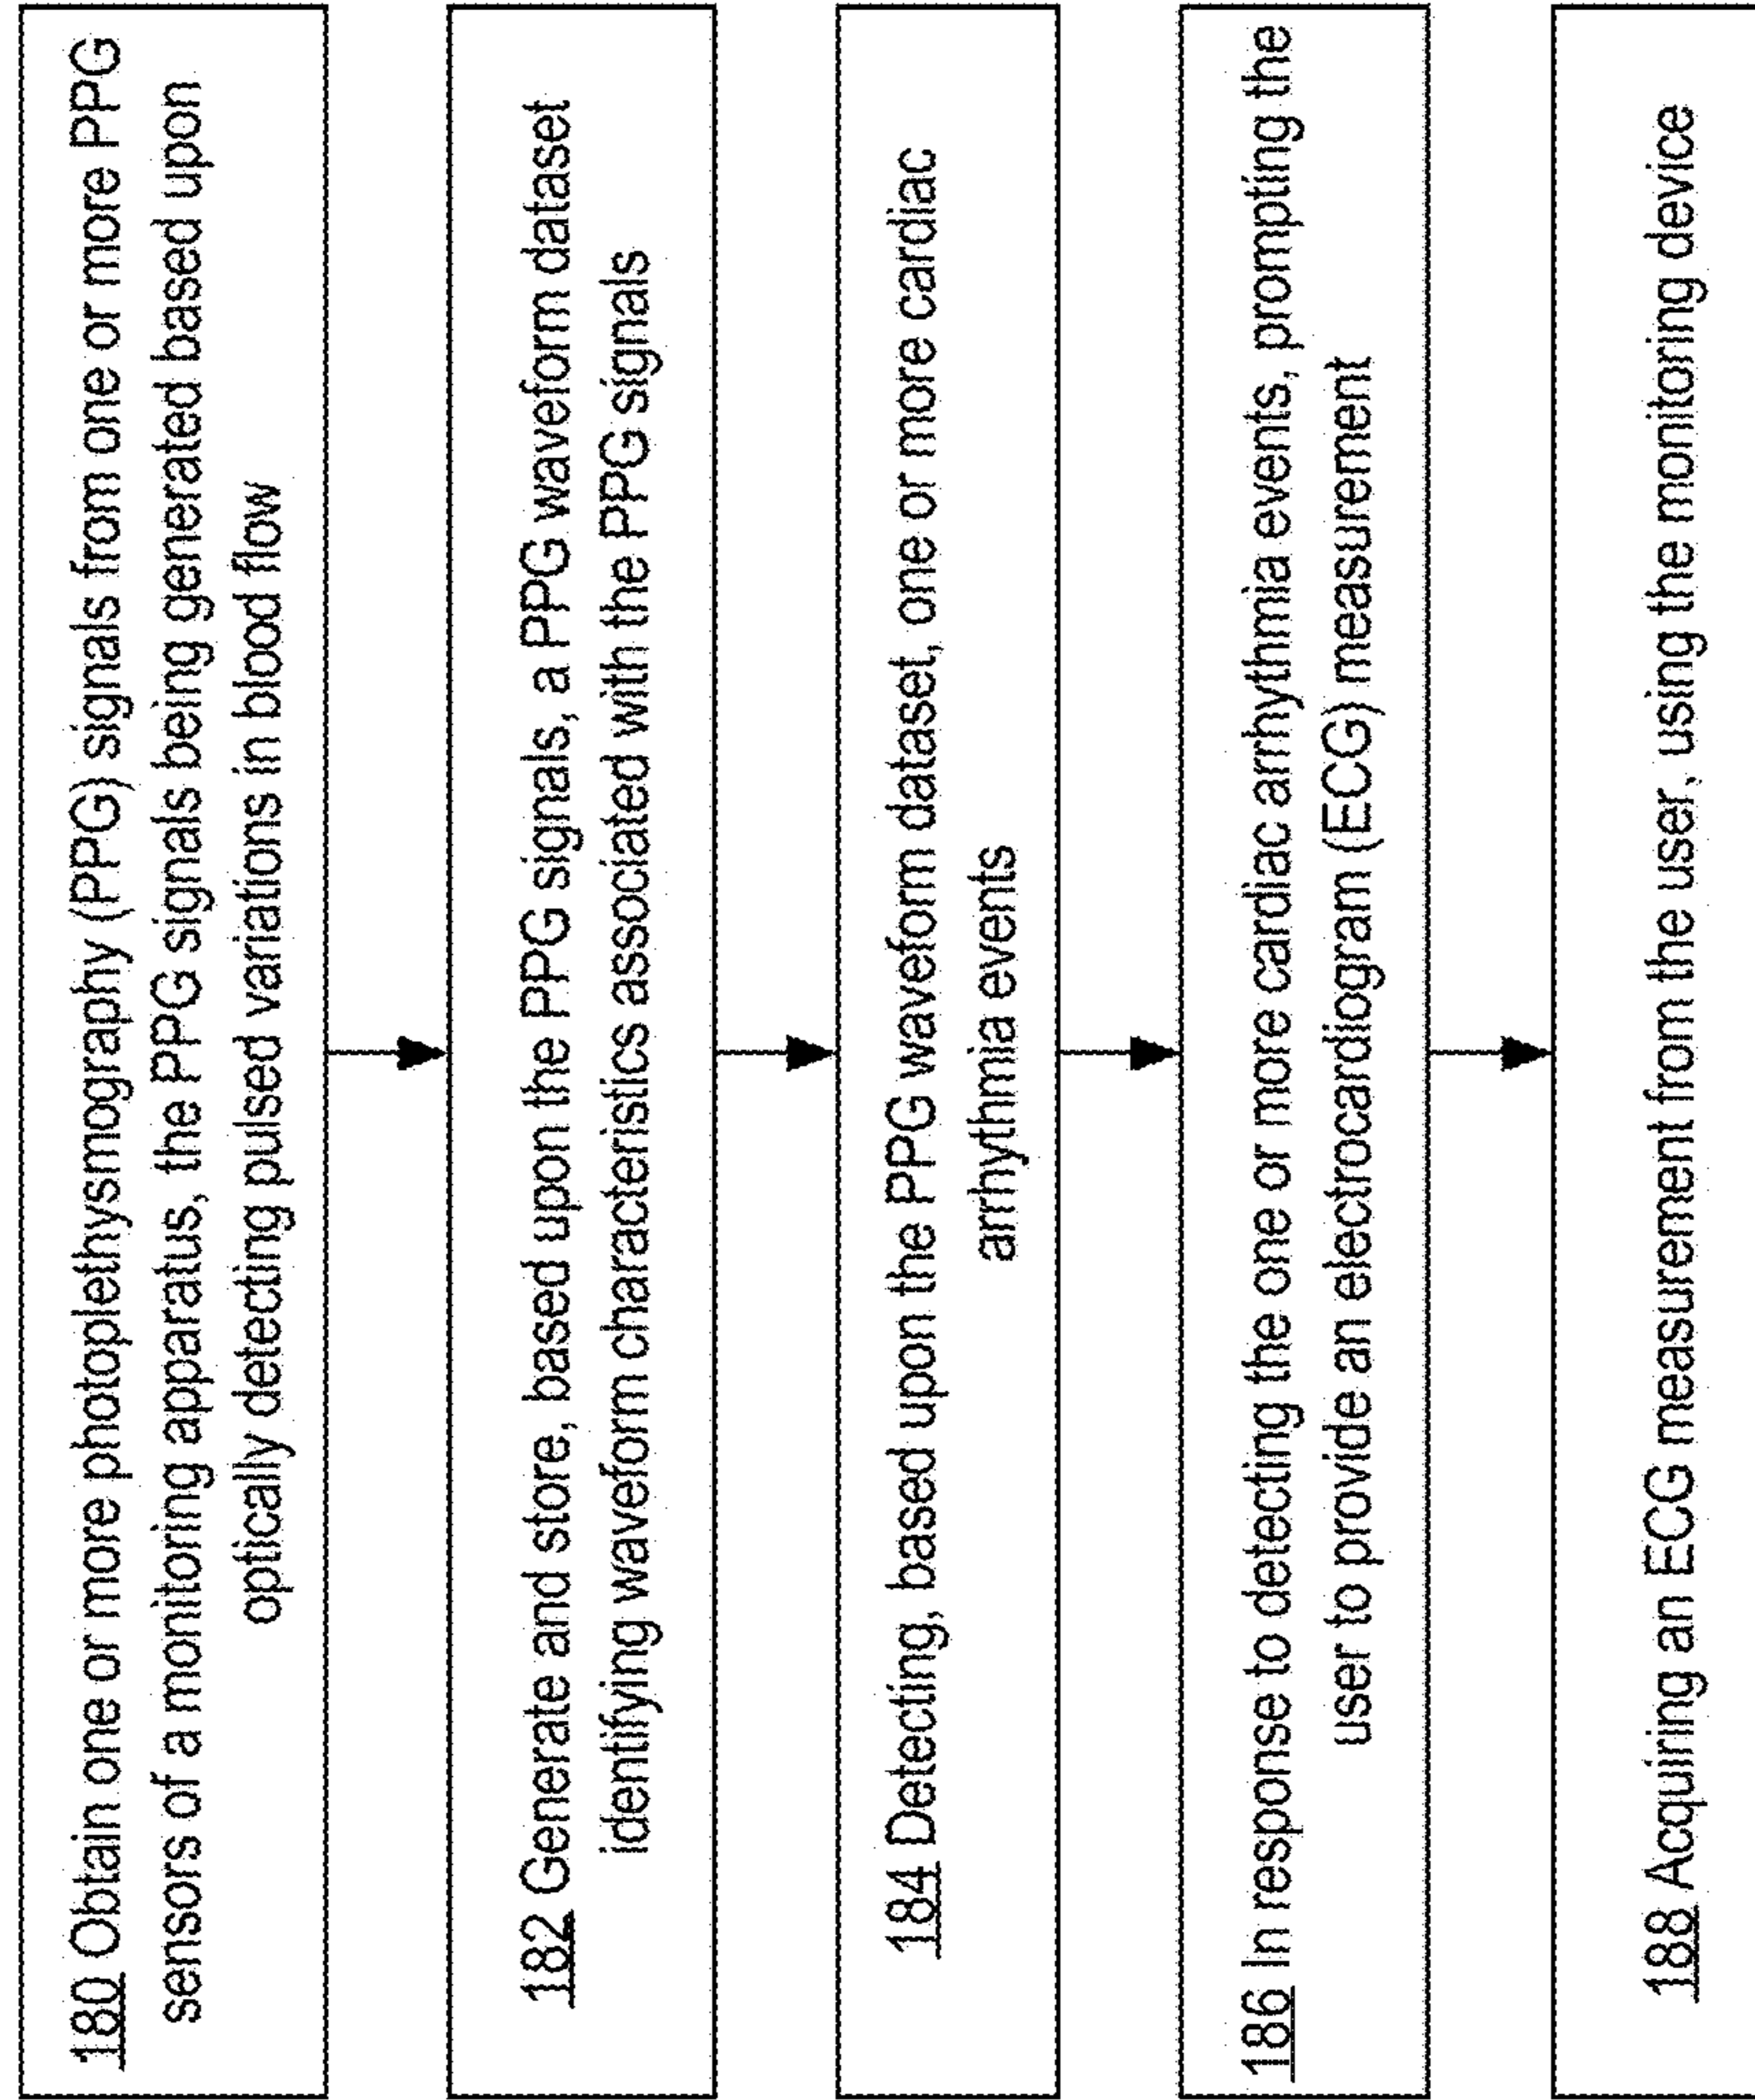 180 Obtain one or more photoplethysmography (PPG) signals from one or more PPG
sensors of a monitoring apparatus, the PPG signals being generated based upon
optically detecting pulsed variations in blood flow
182 Generate and store, based upon the PPG signals, a PPG waveform dataset
identifying waveform characteristics associated with the PPG signals
184 Detecting, based upon the PPG waveform dataset, one or more cardiac
arrhythmia events
186 In response to detecting the one or more cardiac arrhythmia events, prompting the
user to provide an electrocardiogram (ECG) measurement
188 Acquiring an ECG measurement from the user, using the monitoring device